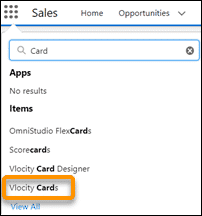 Sales Home Opportunities
Card
Apps
No results
Items
OmniStudio FlexCards
Scorecards
Vlocity Card Designer
Vlocity Cards
View All